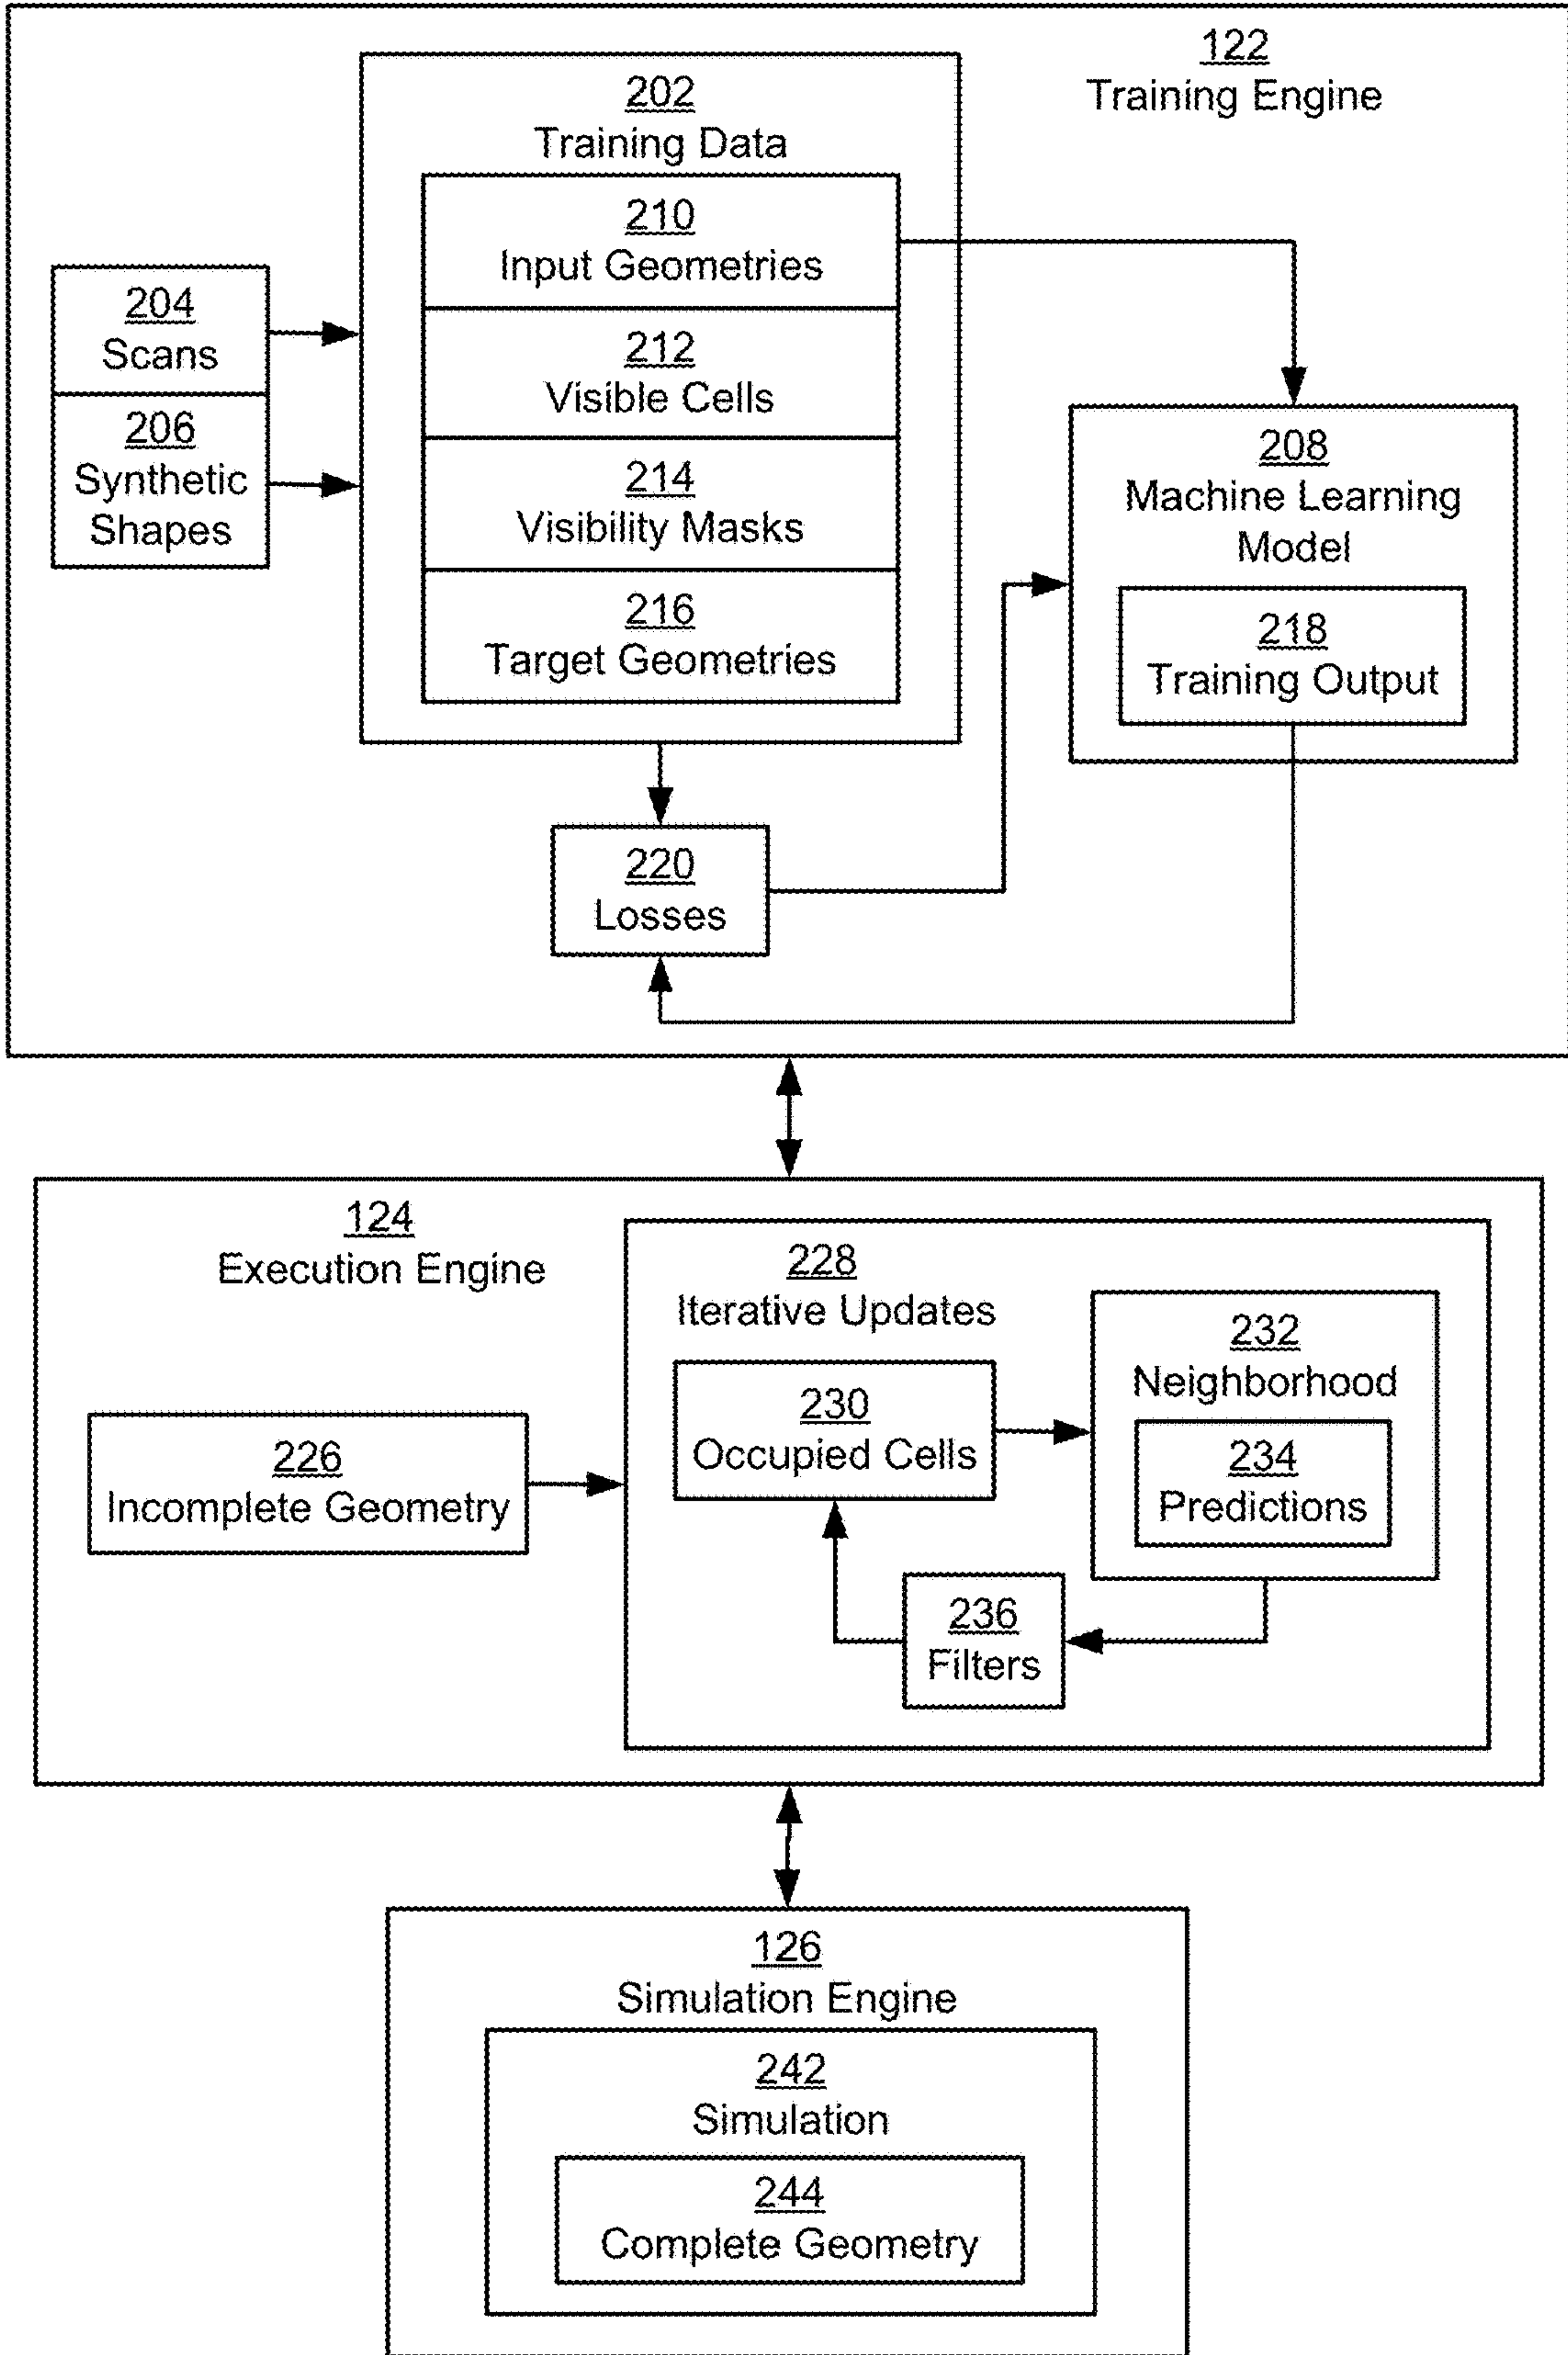 122
Training Engine
202
Training Data
210
Input Geometries
204
Scans
212
Visible Cells
206
Synthetic
Shapes
214
Visibility Masks
208
Machine Learning
Model
216
Target Geometries
218
Training Output
220
Losses
124
Execution Engine
228
Iterative Updates
232
Neighborhood
230
Occupied Cells
234
Predictions
226
Incomplete Geometry
236
Filters
126
Simulation Engine
242
Simulation
244
Complete Geometry